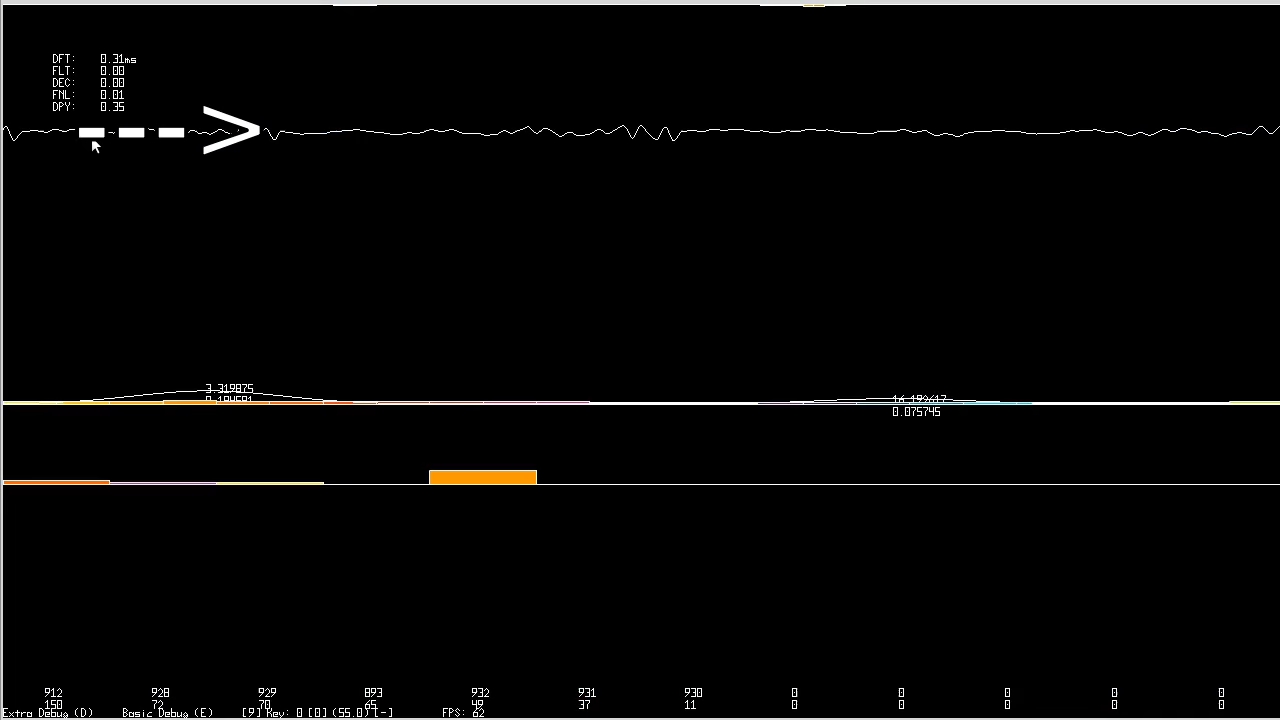 DFT: 0.31ms
FLT: 0.00
DEC: 0.00
FNL: 0.01
DPY: 0.35
--->
3.319875
0.075745
912 928 929 893 932 931 930 0 0 0 0 0
150 72 70 65 49 37 11 0 0 0 0 0
Extra Debug (D) Basic Debug (E) [9] Key: 0 [0] (55.0) [-] FPS: 62